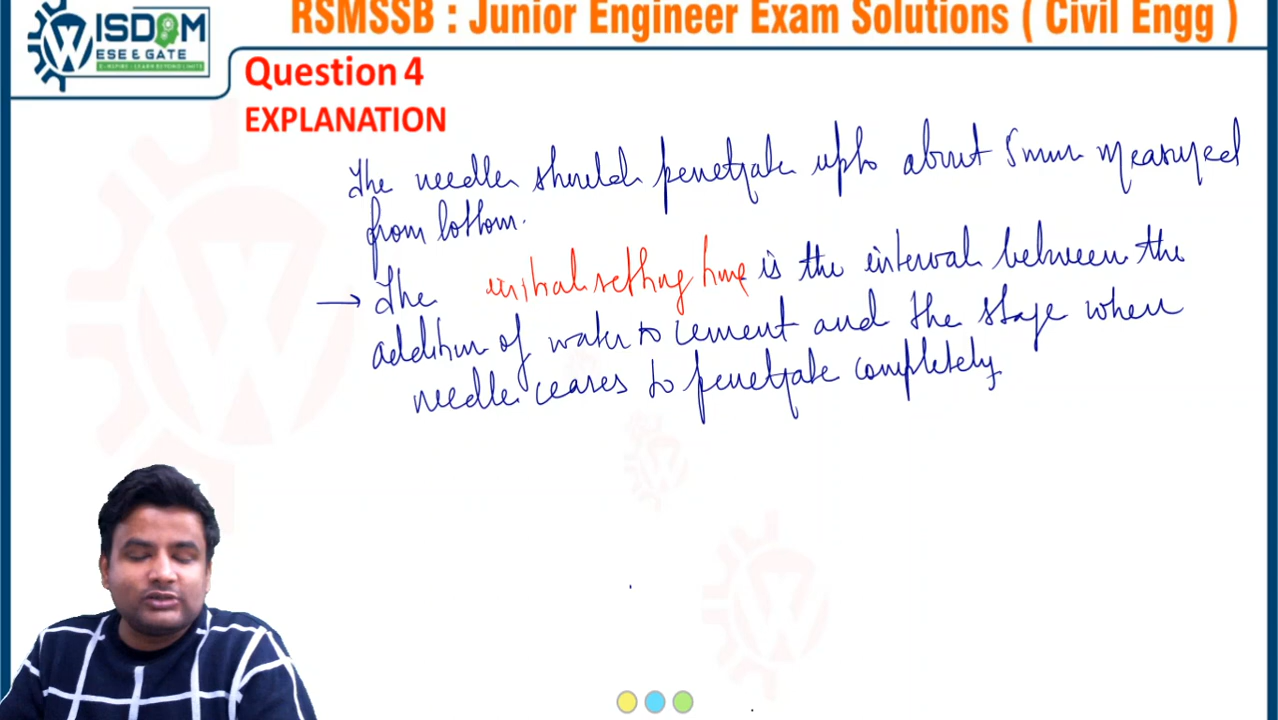 RSMSSB : Junior Engineer Exam Solutions ( Civil Engg )
WISDOM
ESE & GATE
Question 4
EXPLANATION
The needle should penetrate upto about 5mm measured
from bottom.
→ The initial setting time is the interval between the
addition of water to cement and the stage when
needle ceases to penetrate completely